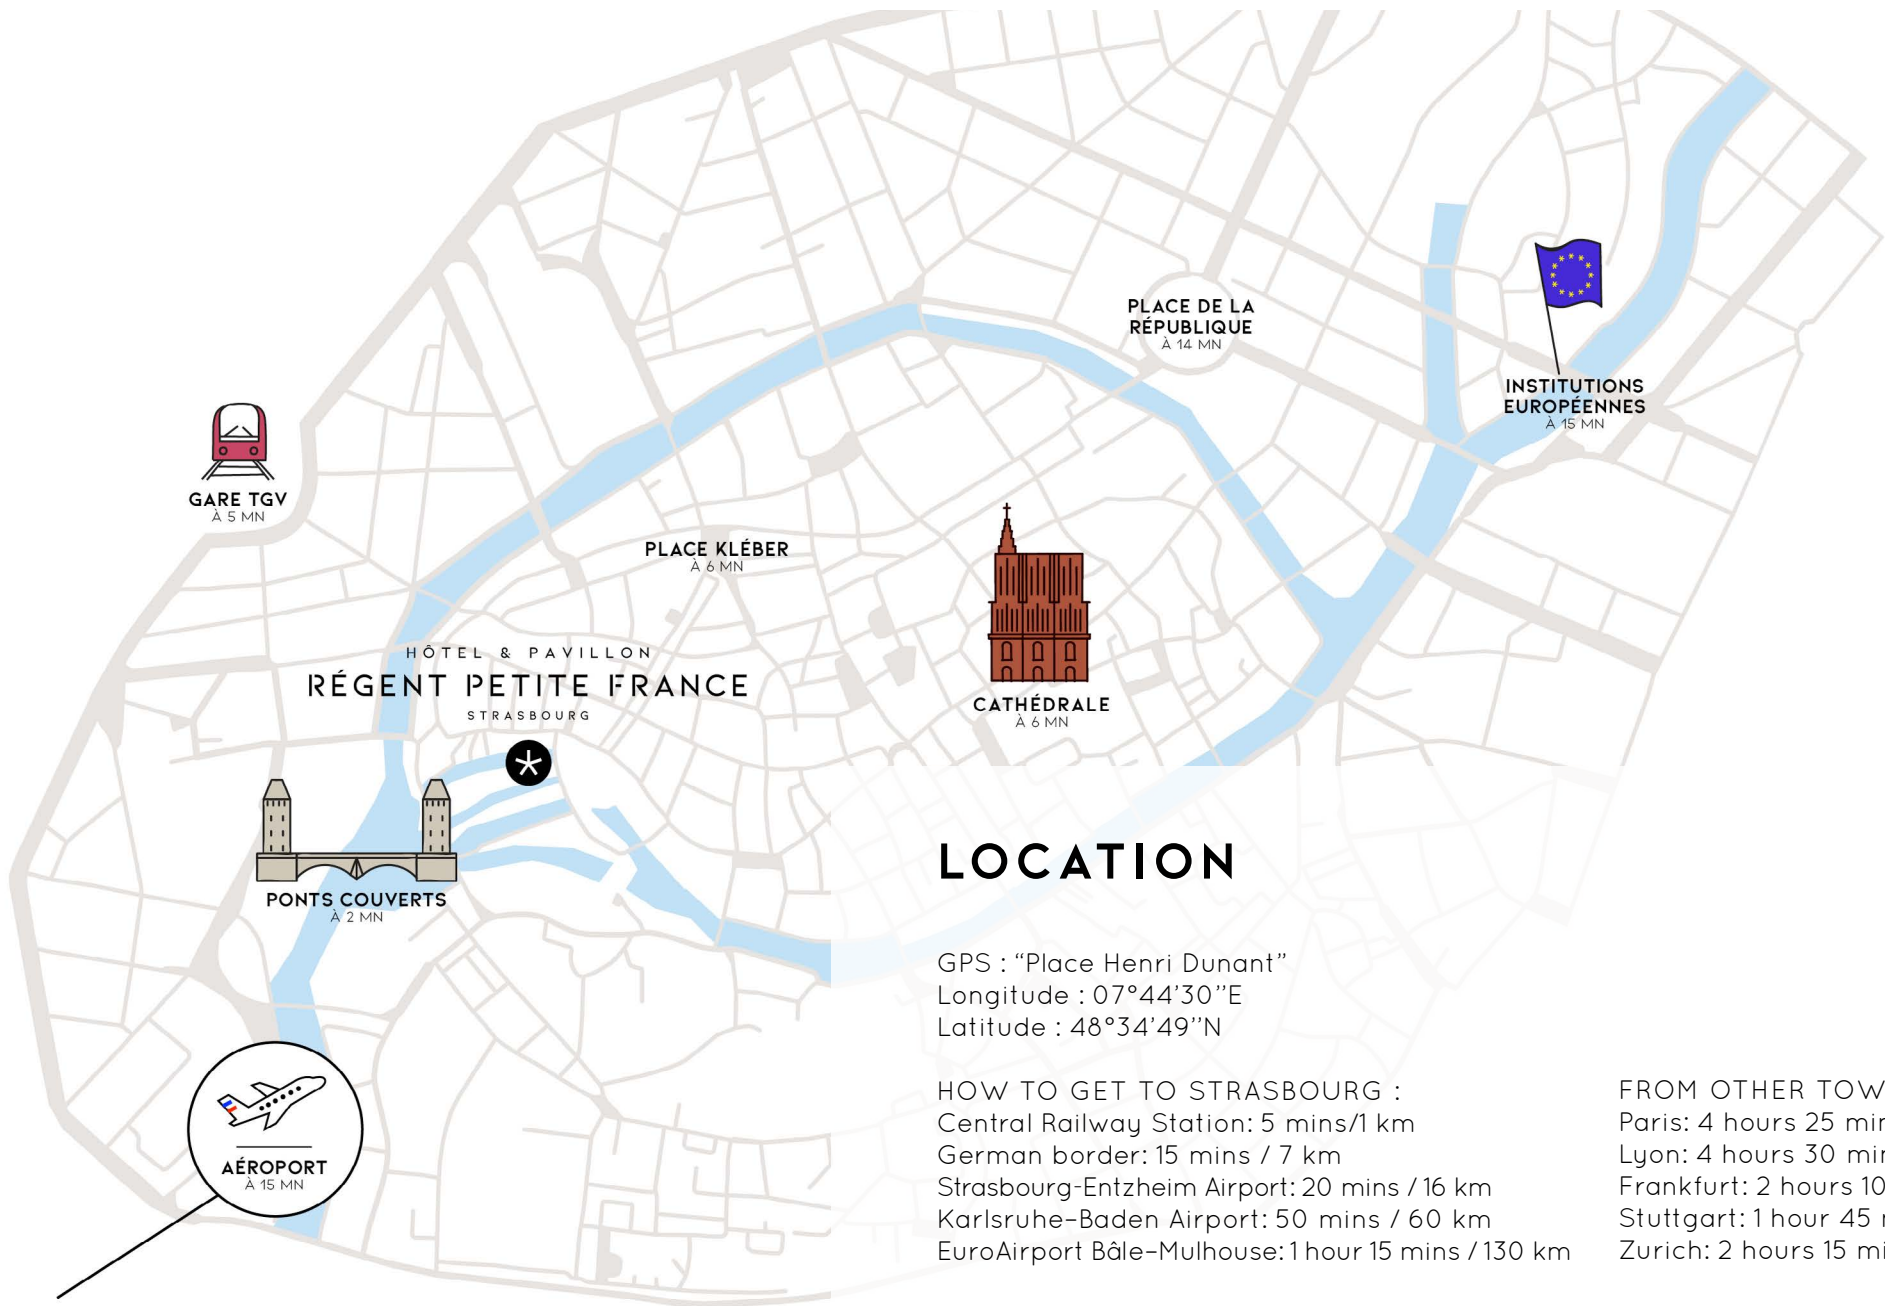 PLACE DE LA
RÉPUBLIQUE
À 14 MN
INSTITUTIONS
EUROPÉENNES
À 15 MN
GARE TGV
À 5 MN
PLACE KLÉBER
À 6 MN
HÔTEL & PAVILLON
RÉGENT PETITE FRANCE
STRASBOURG
CATHÉDRALE
À 6 MN
PONTS COUVERTS
À 2 MN
AÉROPORT
À 15 MN
LOCATION
GPS : “Place Henri Dunant”
Longitude : 07°44’30’’E
Latitude : 48°34’49’’N
HOW TO GET TO STRASBOURG :
Central Railway Station: 5 mins/1 km
German border: 15 mins / 7 km
Strasbourg-Entzheim Airport: 20 mins / 16 km
Karlsruhe–Baden Airport: 50 mins / 60 km
EuroAirport Bâle–Mulhouse: 1 hour 15 mins / 130 km
FROM OTHER
Paris: 4 hours 25
Lyon: 4 hours 30
Frankfurt: 2 hours 10
Stuttgart: 1 hour 45
Zurich: 2 hours 15